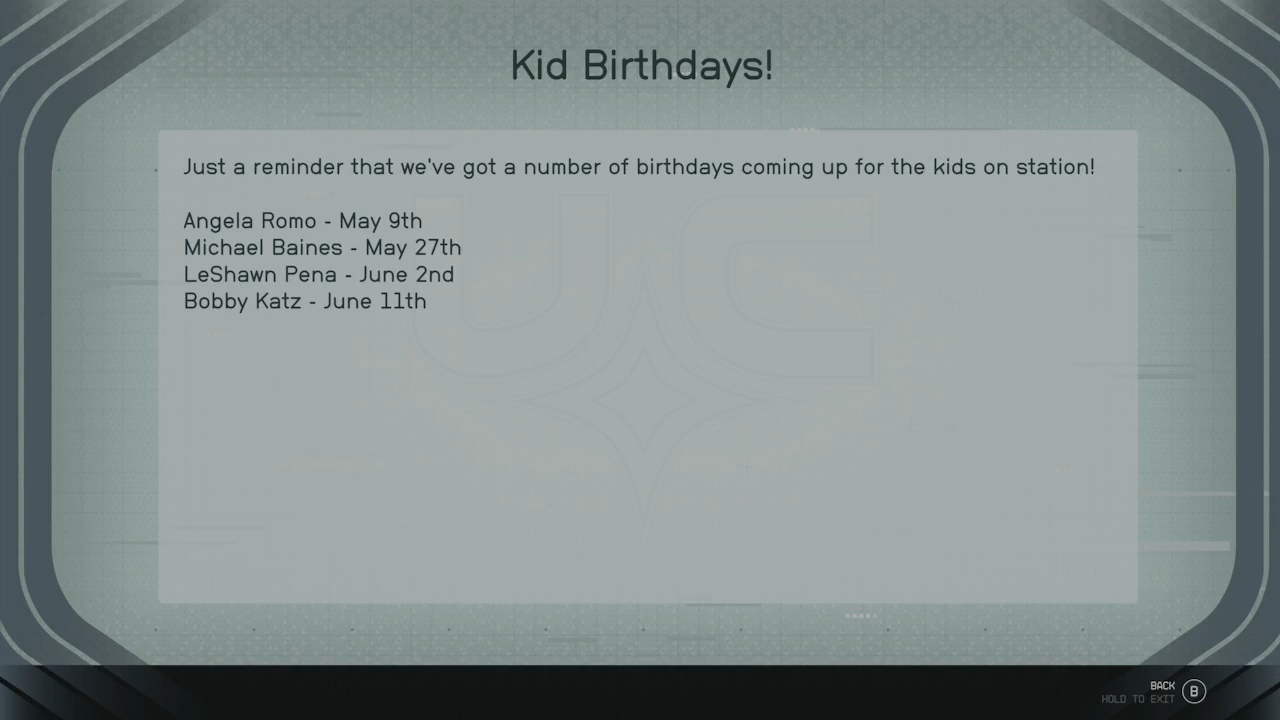 Kid Birthdays!
Just a reminder that we've got a number of birthdays coming up for the kids on station!
Angela Romo - May 9th
Michael Baines - May 27th
LeShawn Pena - June 2nd
Bobby Katz - June 11th
UC
BACK
HOLD TO EXIT
B